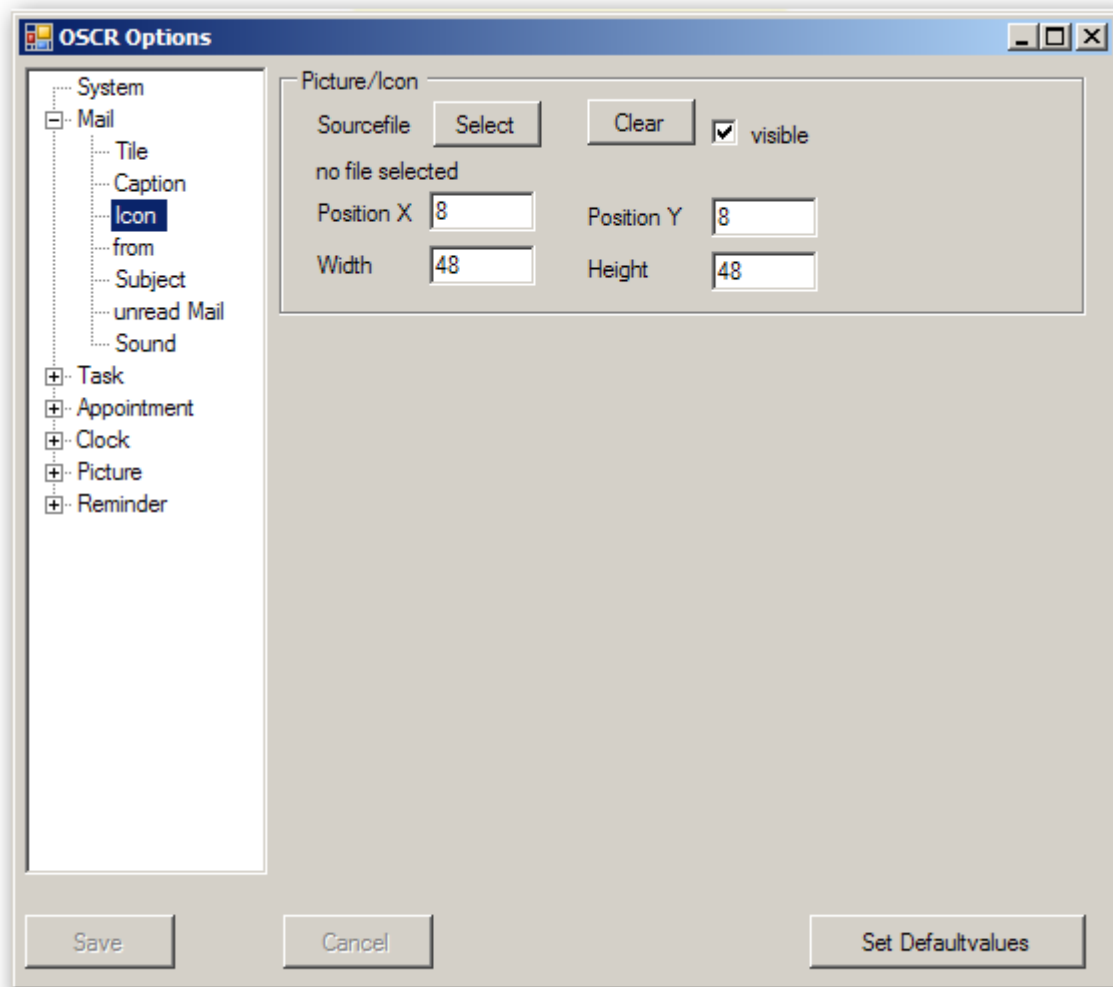 OSCR Options
System
Mail
Tile
Caption
Icon
from
Subject
unread Mail
Sound
Task
Appointment
Clock
Picture
Reminder
Picture/Icon
Sourcefile Select Clear visible
no file selected
Position X 8 Position Y 8
Width 48 Height 48
Save Cancel Set Defaultvalues